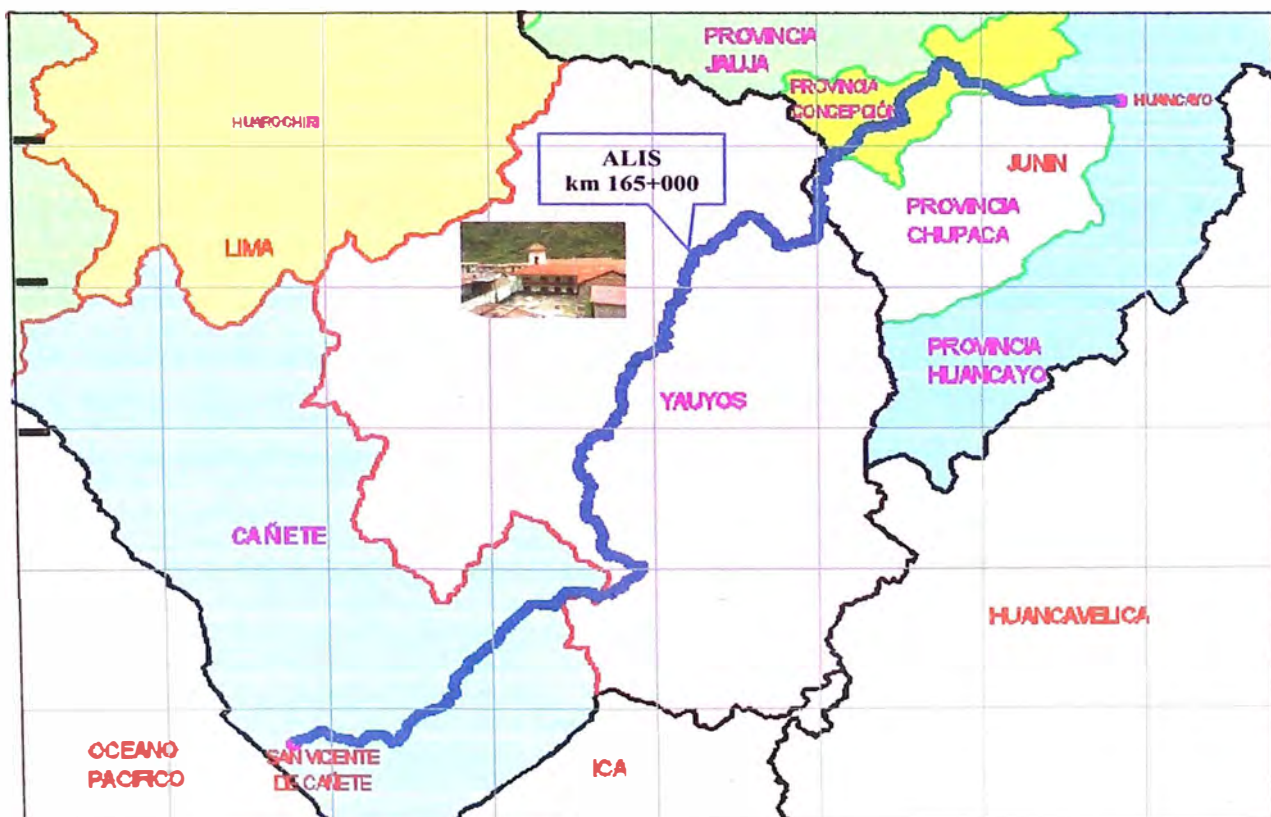 PROVINCIA
JAUJA
PROVINCIA
CONCEPCIÓN
HUANCAYO
HUAROCHIRI
ALIS
km 165+000
JUNIN
PROVINCIA
CHUPACA
LIMA
PROVINCIA
HUANCAYO
YAUYOS
CAÑETE
HUANCAVELICA
OCEANO
PACIFICO
SAN VICENTE
DE CAÑETE
ICA